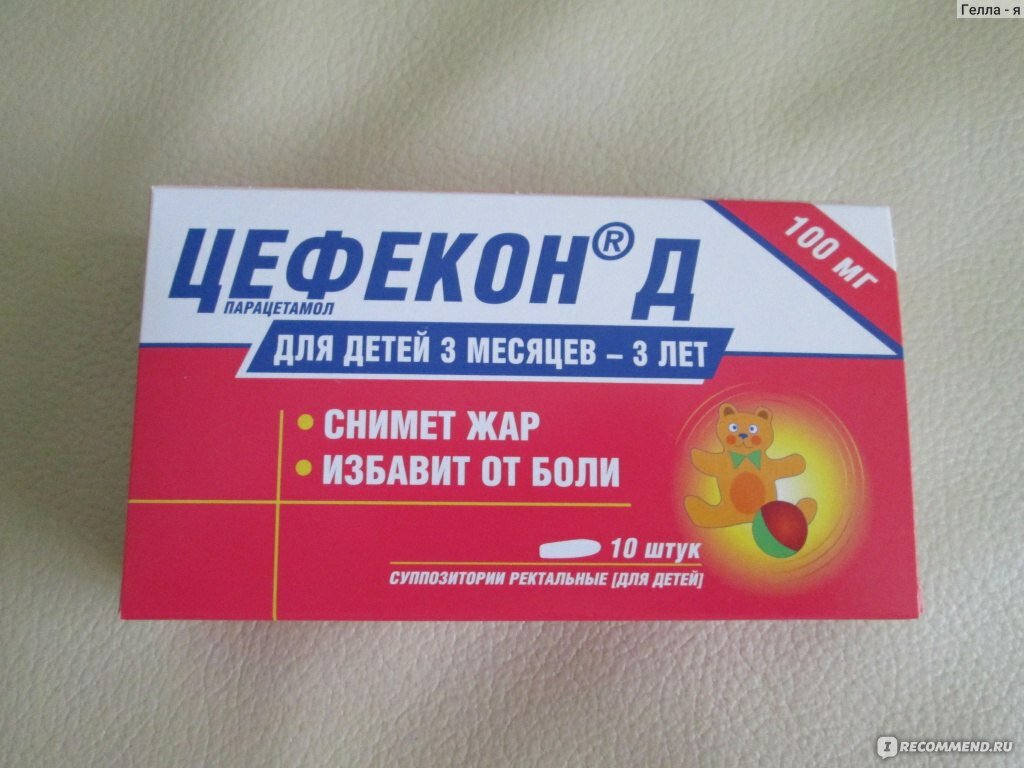 Гелла - я
ЦЕФЕКОН® Д
100 МГ
ПАРАЦЕТАМОЛ
ДЛЯ ДЕТЕЙ 3 МЕСЯЦЕВ – 3 ЛЕТ
• СНИМЕТ ЖАР
• ИЗБАВИТ ОТ БОЛИ
10 ШТУК
СУППОЗИТОРИИ РЕКТАЛЬНЫЕ [ДЛЯ ДЕТЕЙ]
IRECOMMEND.RU